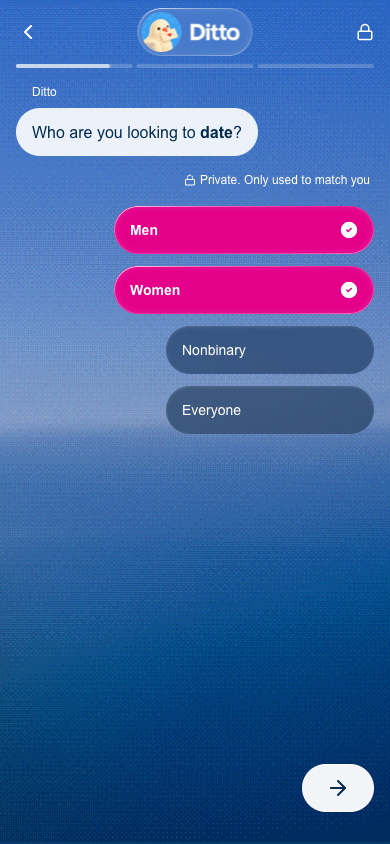 Ditto
Ditto
Who are you looking to date?
Private. Only used to match you
Men
Women
Nonbinary
Everyone